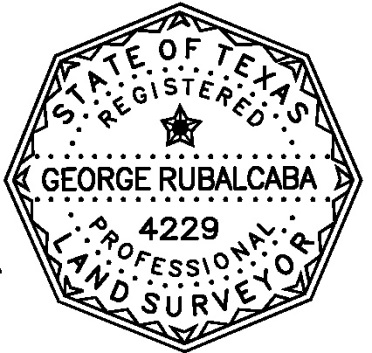 STATE OF TEXAS
REGISTERED
GEORGE RUBALCABA
4229
PROFESSIONAL
LAND SURVEYOR